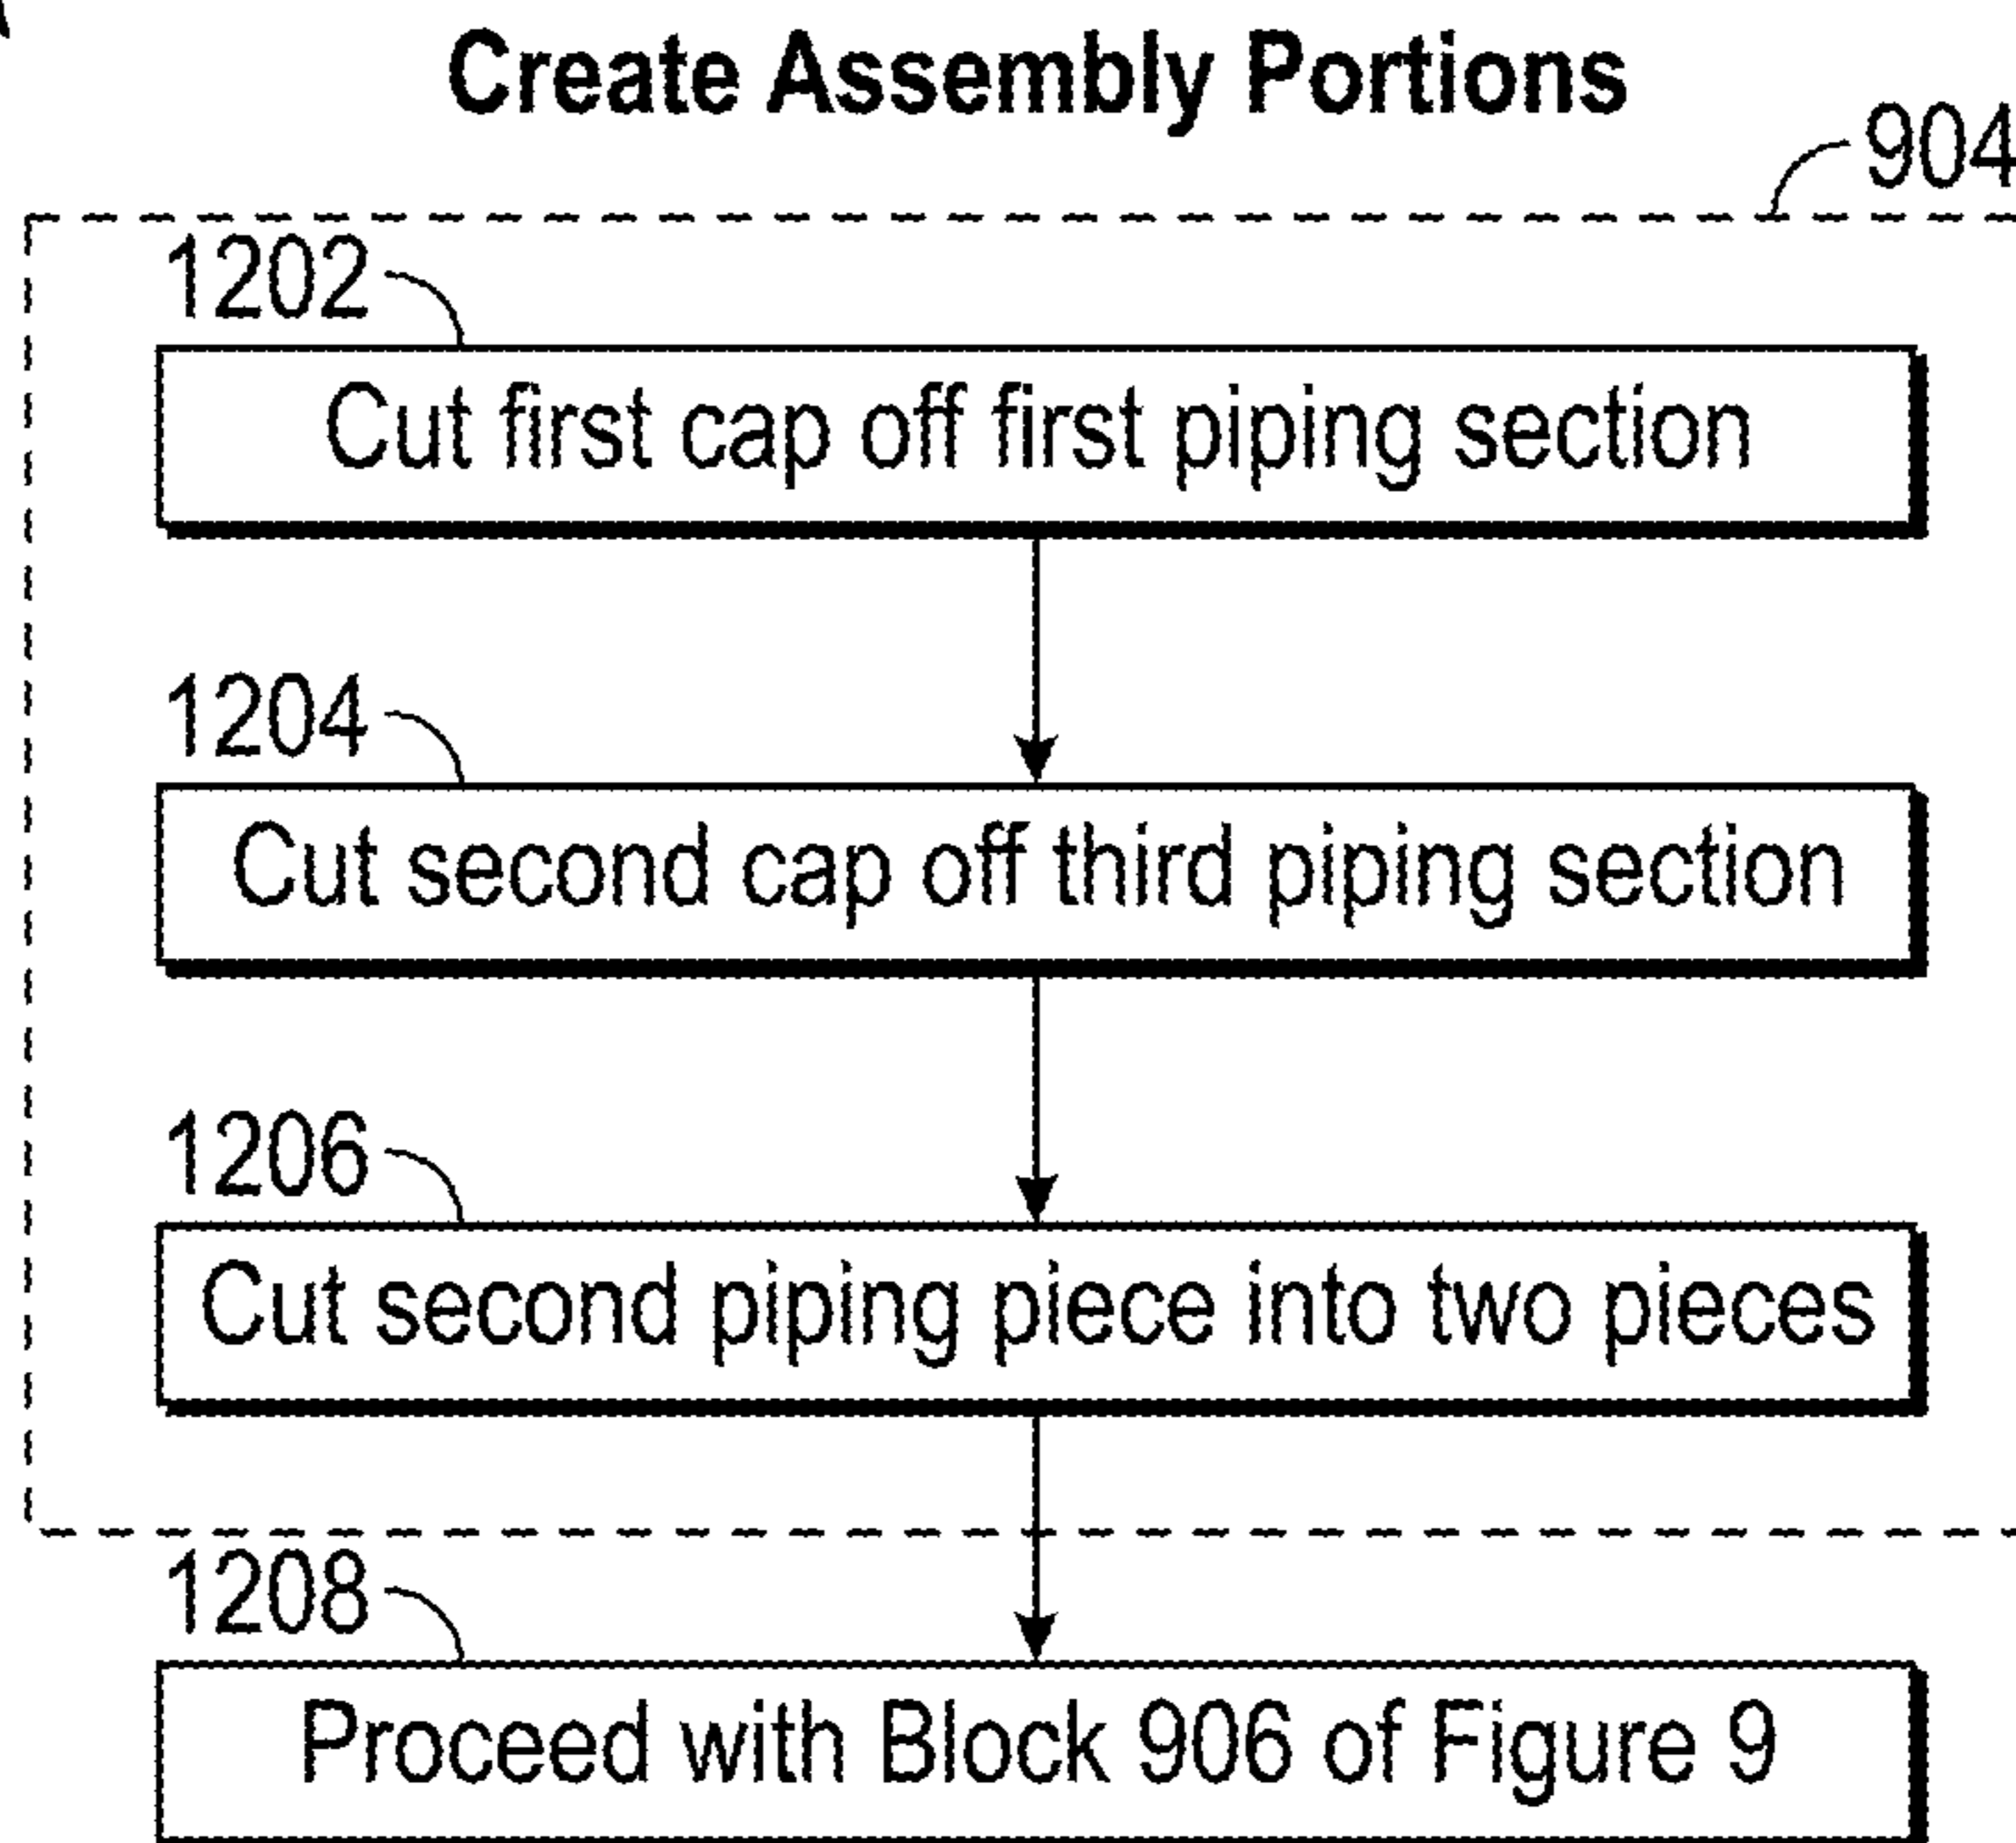 Create Assembly Portions
904
1202
Cut first cap off first piping section
1204
Cut second cap off third piping section
1206
Cut second piping piece into two pieces
1208
Proceed with Block 906 of Figure 9